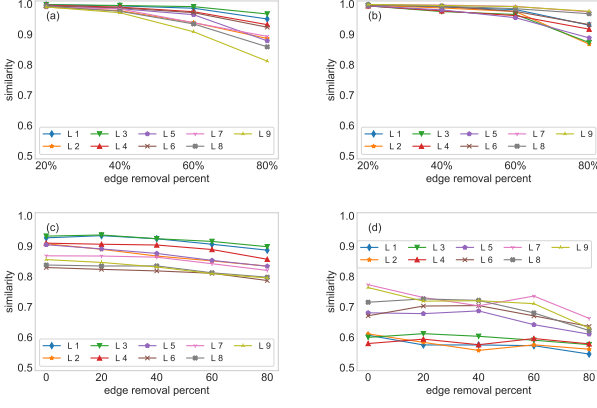 1.0
0.9
0.8
0.7
0.6
0.5
similarity
(a)
L 1 L 3 L 5 L 7 L 9
L 2 L 4 L 6 L 8
20% 40% 60% 80%
edge removal percent
1.0
0.9
0.8
0.7
0.6
0.5
similarity
(b)
L 1 L 3 L 5 L 7 L 9
L 2 L 4 L 6 L 8
20% 40% 60% 80%
edge removal percent
1.0
0.9
0.8
0.7
0.6
0.5
similarity
(c)
L 1 L 3 L 5 L 7 L 9
L 2 L 4 L 6 L 8
0 20 40 60 80
edge removal percent
1.0
0.9
0.8
0.7
0.6
0.5
similarity
(d)
L 1 L 3 L 5 L 7 L 9
L 2 L 4 L 6 L 8
0 20 40 60 80
edge removal percent